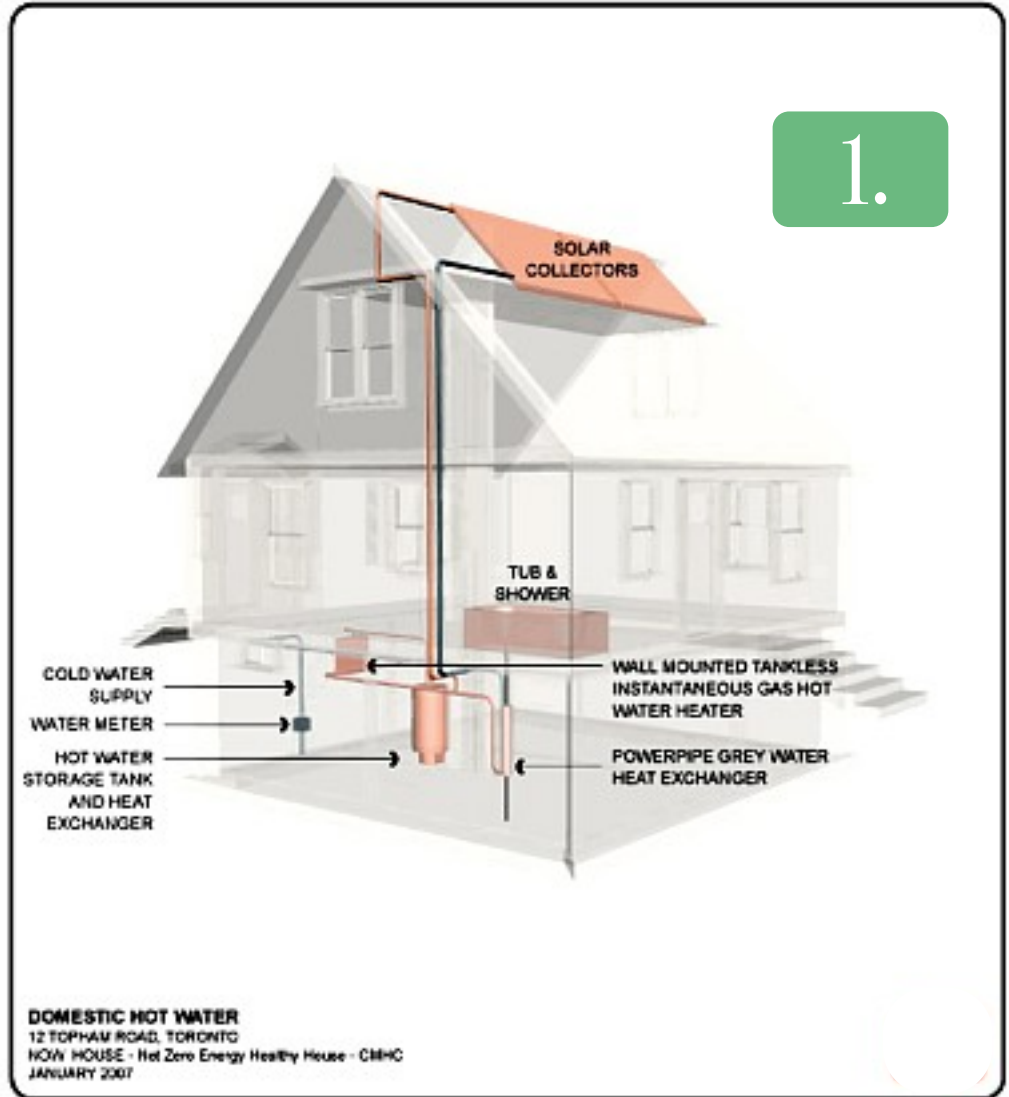 1.
SOLAR
COLLECTORS
TUB &
SHOWER
COLD WATER
SUPPLY
WATER METER
HOT WATER
STORAGE TANK
AND HEAT
EXCHANGER
WALL MOUNTED TANKLESS
INSTANTANEOUS GAS HOT
WATER HEATER
POWERPIPE GREY WATER
HEAT EXCHANGER
DOMESTIC HOT WATER
12 TOPHAM ROAD, TORONTO
NOW HOUSE - Net Zero Energy Healthy House - CMHC
JANUARY 2007